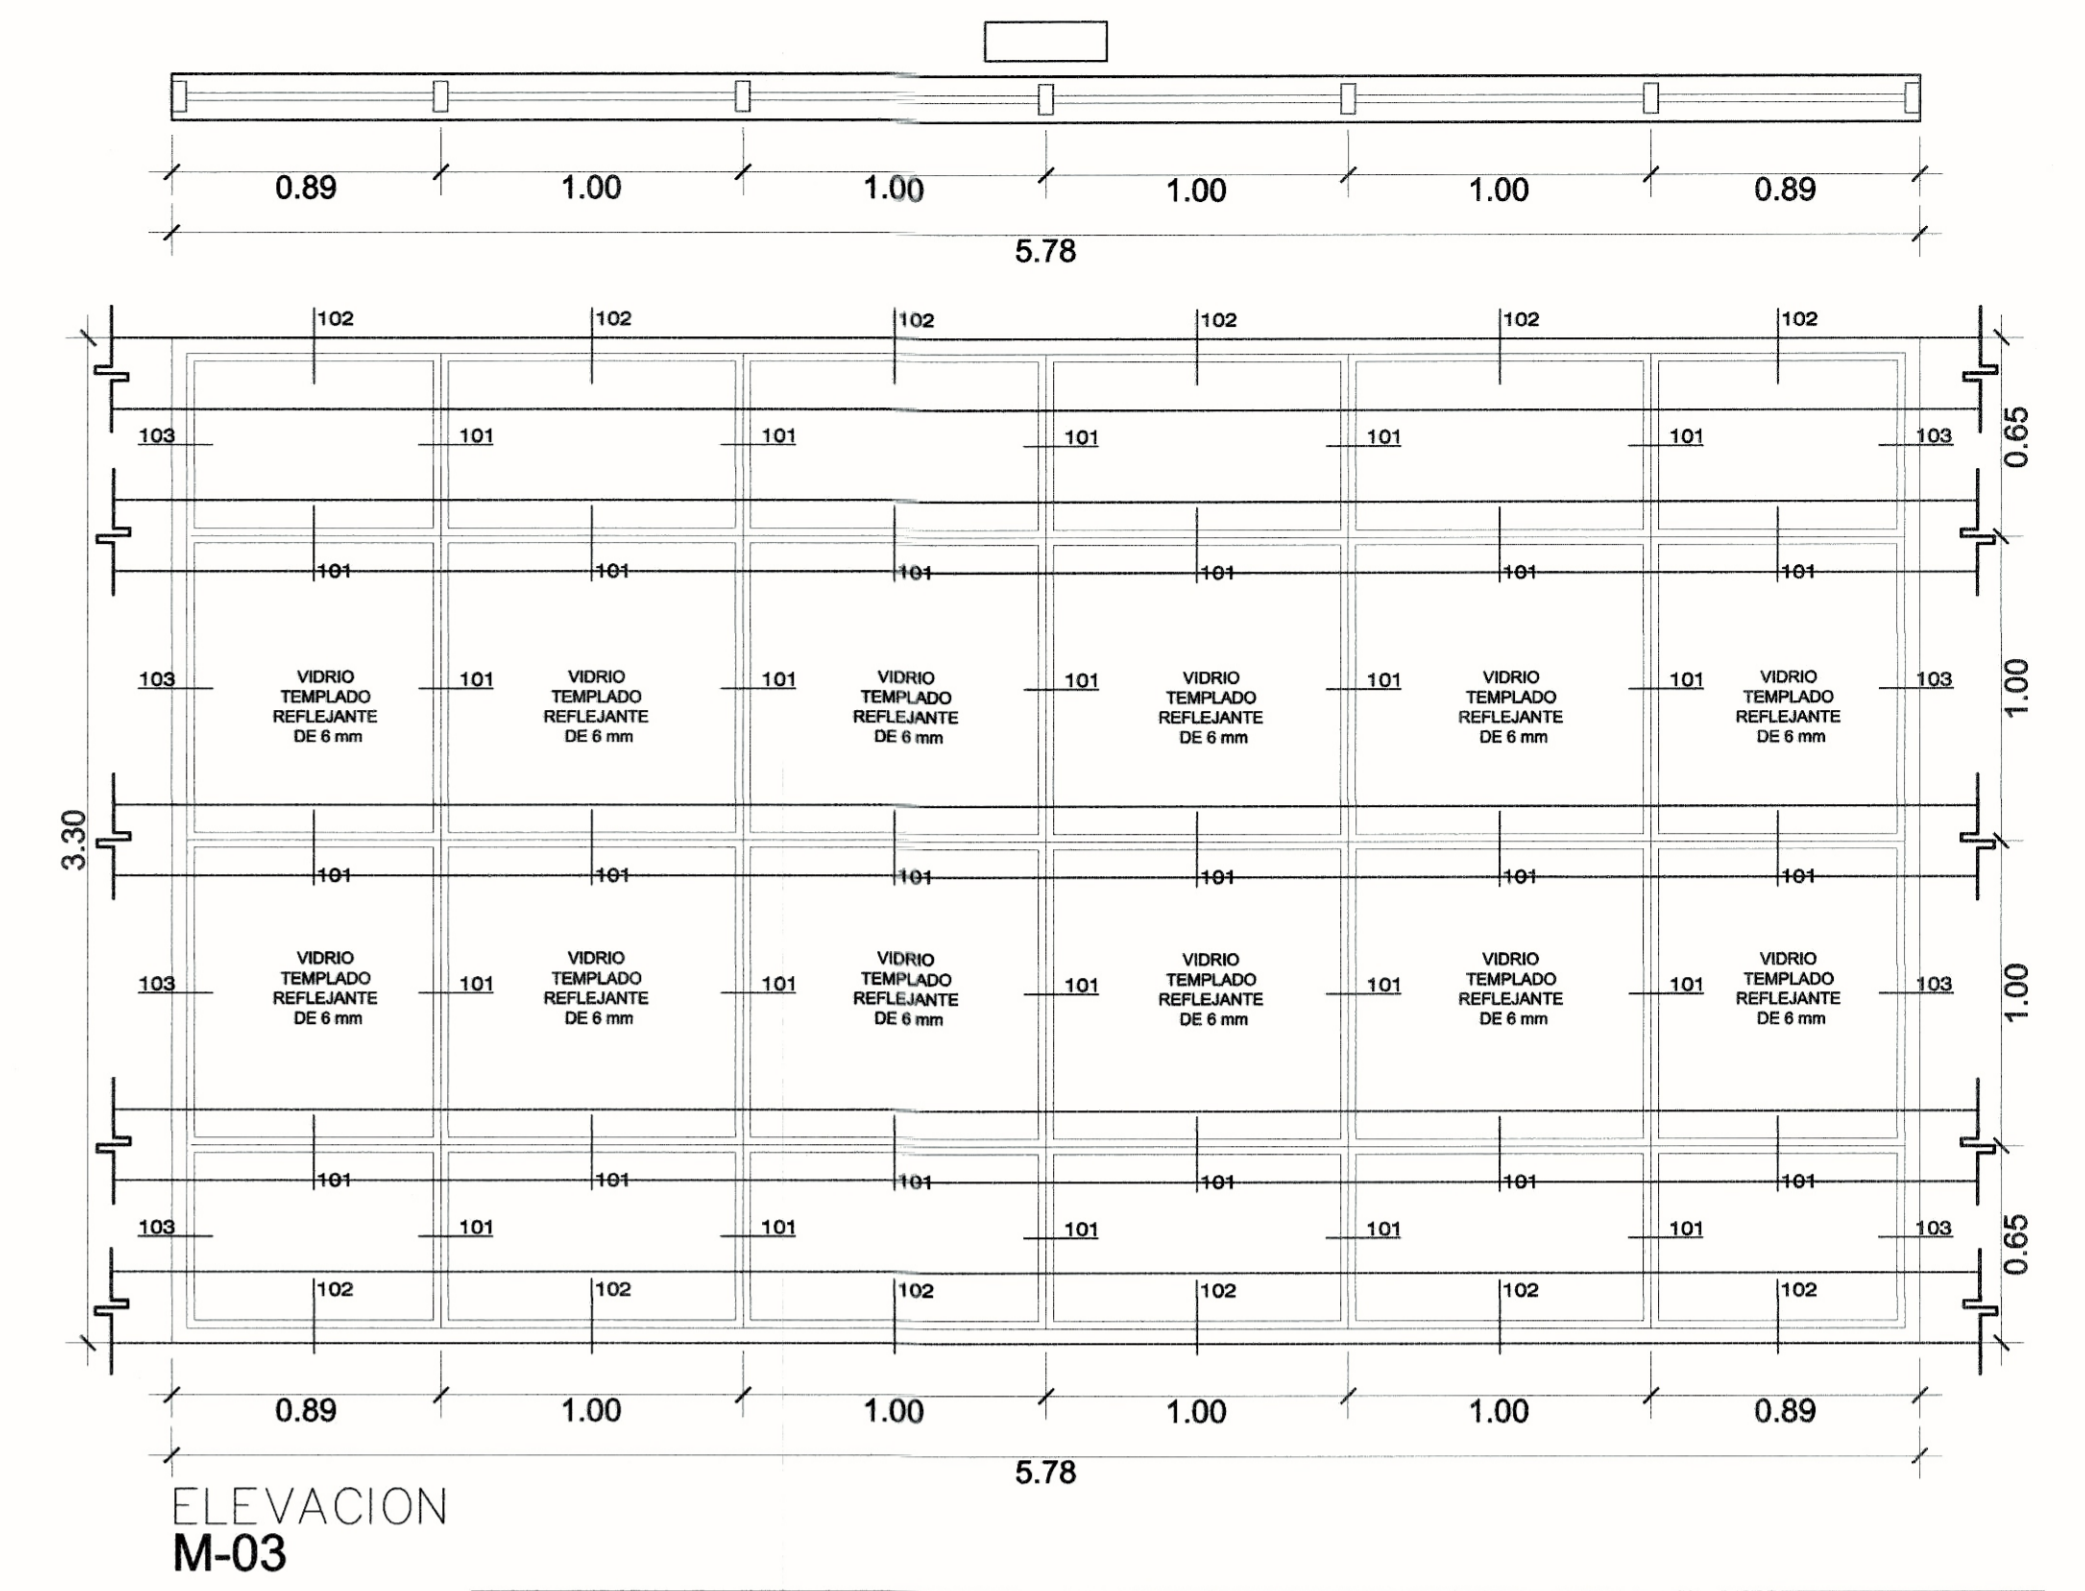 0.89 1.00 1.00 1.00 1.00 0.89
5.78
102 102 102 102 102 102
103 101 101 101 101 101 103
0.65
101 101 101 101 101 101
VIDRIO VIDRIO VIDRIO VIDRIO VIDRIO VIDRIO
103 101 101 101 101 101 103
TEMPLADO TEMPLADO TEMPLADO TEMPLADO TEMPLADO TEMPLADO
1.00
REFLEJANTE REFLEJANTE REFLEJANTE REFLEJANTE REFLEJANTE REFLEJANTE
DE 6 mm DE 6 mm DE 6 mm DE 6 mm DE 6 mm DE 6 mm
3.30
101 101 101 101 101 101
VIDRIO VIDRIO VIDRIO VIDRIO VIDRIO VIDRIO
103 101 101 101 101 101 103
TEMPLADO TEMPLADO TEMPLADO TEMPLADO TEMPLADO TEMPLADO
1.00
REFLEJANTE REFLEJANTE REFLEJANTE REFLEJANTE REFLEJANTE REFLEJANTE
DE 6 mm DE 6 mm DE 6 mm DE 6 mm DE 6 mm DE 6 mm
101 101 101 101 101 101
103 101 101 101 101 101 103
0.65
102 102 102 102 102 102
0.89 1.00 1.00 1.00 1.00 0.89
5.78
ELEVACION
M-03